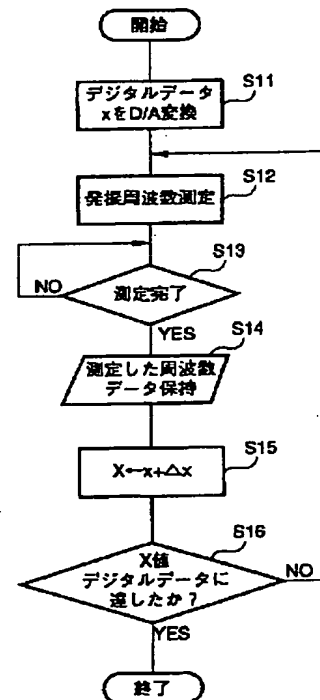 開始
S11
デジタルデータ
xをD/A変換
S12
発振周波数測定
S13
測定完了
NO
YES
S14
測定した周波数
データ保持
S15
X←x+△x
S16
X値
デジタルデータに
達したか?
NO
YES
終了